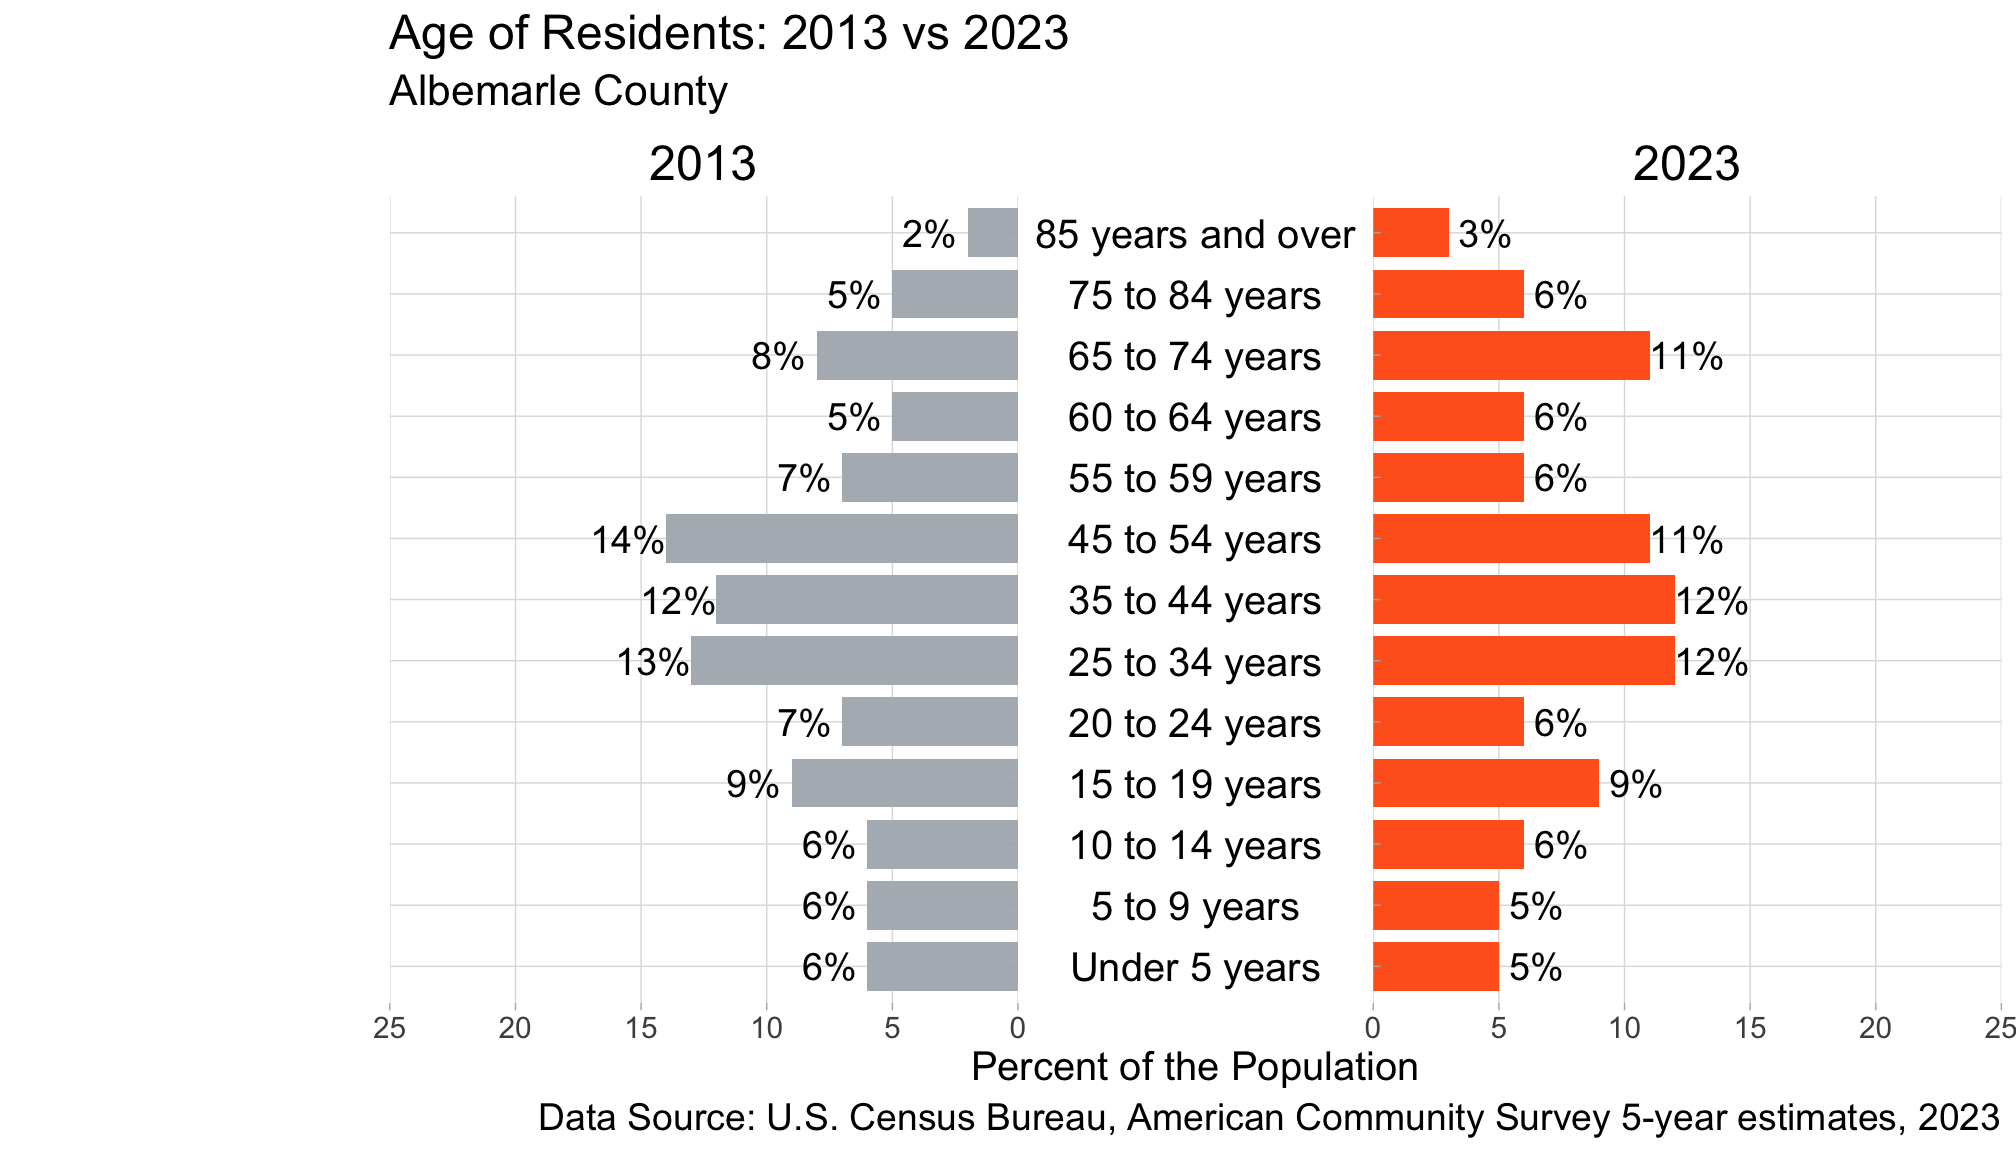 Age of Residents: 2013 vs 2023
Albemarle County
2013 2023
2% 85 years and over 3%
5% 75 to 84 years 6%
8% 65 to 74 years 11%
5% 60 to 64 years 6%
7% 55 to 59 years 6%
14% 45 to 54 years 11%
12% 35 to 44 years 12%
13% 25 to 34 years 12%
7% 20 to 24 years 6%
9% 15 to 19 years 9%
6% 10 to 14 years 6%
6% 5 to 9 years 5%
6% Under 5 years 5%
25 20 15 10 5 0 0 5 10 15 20 25
Percent of the Population
Data Source: U.S. Census Bureau, American Community Survey 5-year estimates, 2023